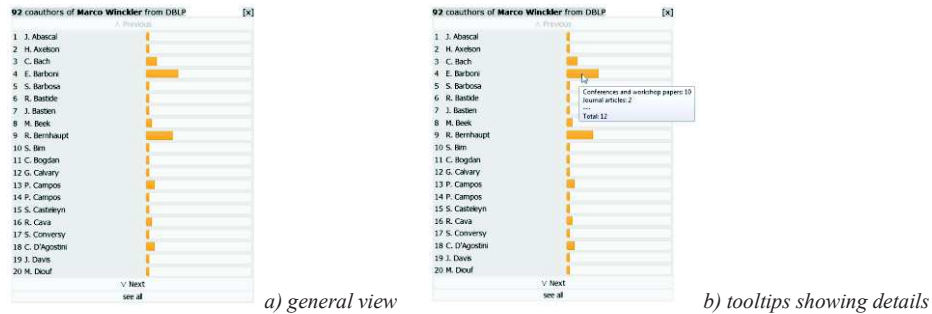 92 coauthors of Marco Winckler from DBLP [x]
∧ Previous
1 J. Abascal
2 H. Axelson
3 C. Bach
4 E. Barboni
5 S. Barbosa
6 R. Bastide
7 J. Bastien
8 M. Beek
9 R. Bernhaupt
10 S. Bim
11 C. Bogdan
12 G. Calvary
13 P. Campos
14 P. Campos
15 S. Casteleyn
16 R. Cava
17 S. Conversy
18 C. D'Agostini
19 J. Davis
20 M. Diouf
∨ Next
see all
a) general view
92 coauthors of Marco Winckler from DBLP [x]
∧ Previous
1 J. Abascal
2 H. Axelson
3 C. Bach
4 E. Barboni
5 S. Barbosa
6 R. Bastide
7 J. Bastien
8 M. Beek
9 R. Bernhaupt
10 S. Bim
11 C. Bogdan
12 G. Calvary
13 P. Campos
14 P. Campos
15 S. Casteleyn
16 R. Cava
17 S. Conversy
18 C. D'Agostini
19 J. Davis
20 M. Diouf
∨ Next
see all
Conferences and workshop papers: 10
Journal articles: 2
---
Total: 12
b) tooltips showing details